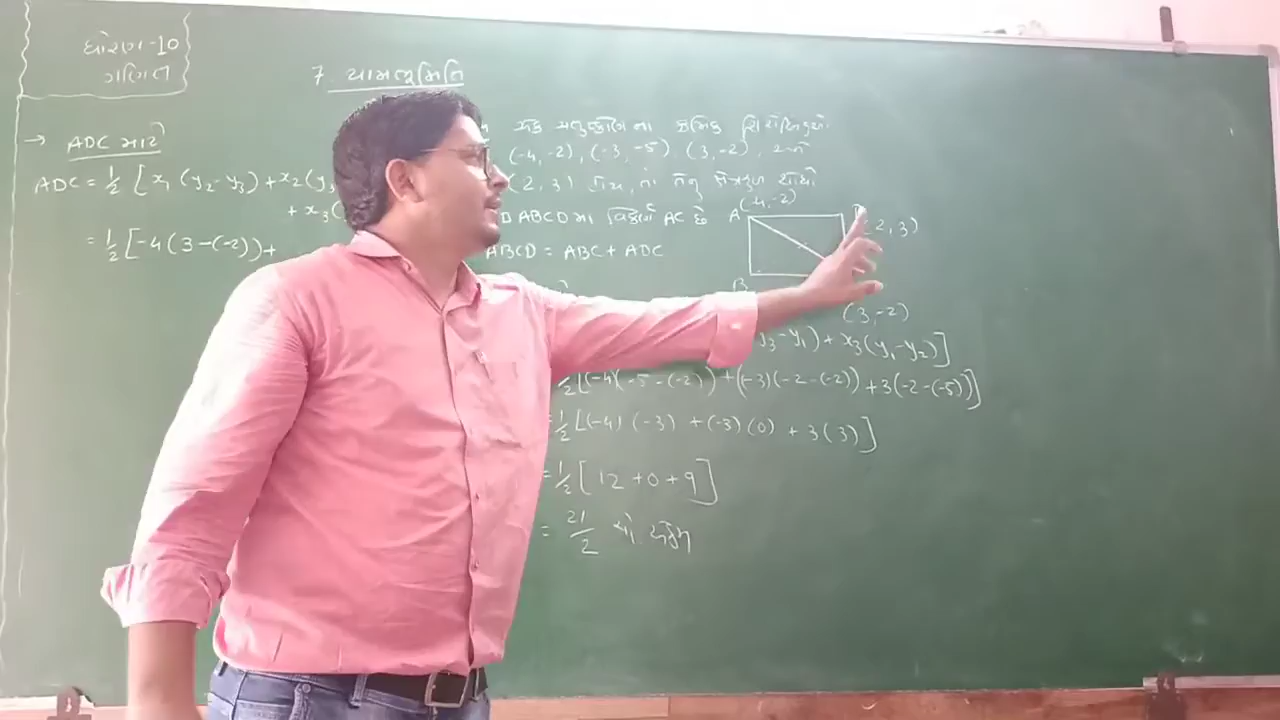 ધોરણ-10
ગણિત
7. યામભૂમિતિ
→ ADC માટે
ADC = 1/2 [x₁(y₂-y₃)+x₂(y₃
+ x₃(
= 1/2 [-4(3-(-2))+
એક ચતુષ્કોણના ક્રમિક શિરોબિંદુઓ
(-4,-2), (-3,-5), (3,-2), અને
(2,3) હોય, તો તેનું ક્ષેત્રફળ શોધો
ABCD માં વિકર્ણ AC છે
ABCD = ABC + ADC
A (-4,-2)
D (2,3)
B
(3,-2)
y₃-y₁) + x₃(y₁-y₂)]
1/2[(-4)(-5-(-2)) + (-3)(-2-(-2)) + 3(-2-(-5))]
= 1/2[(-4)(-3) + (-3)(0) + 3(3)]
= 1/2[12+0+9]
= 21/2 ચો. એકમ